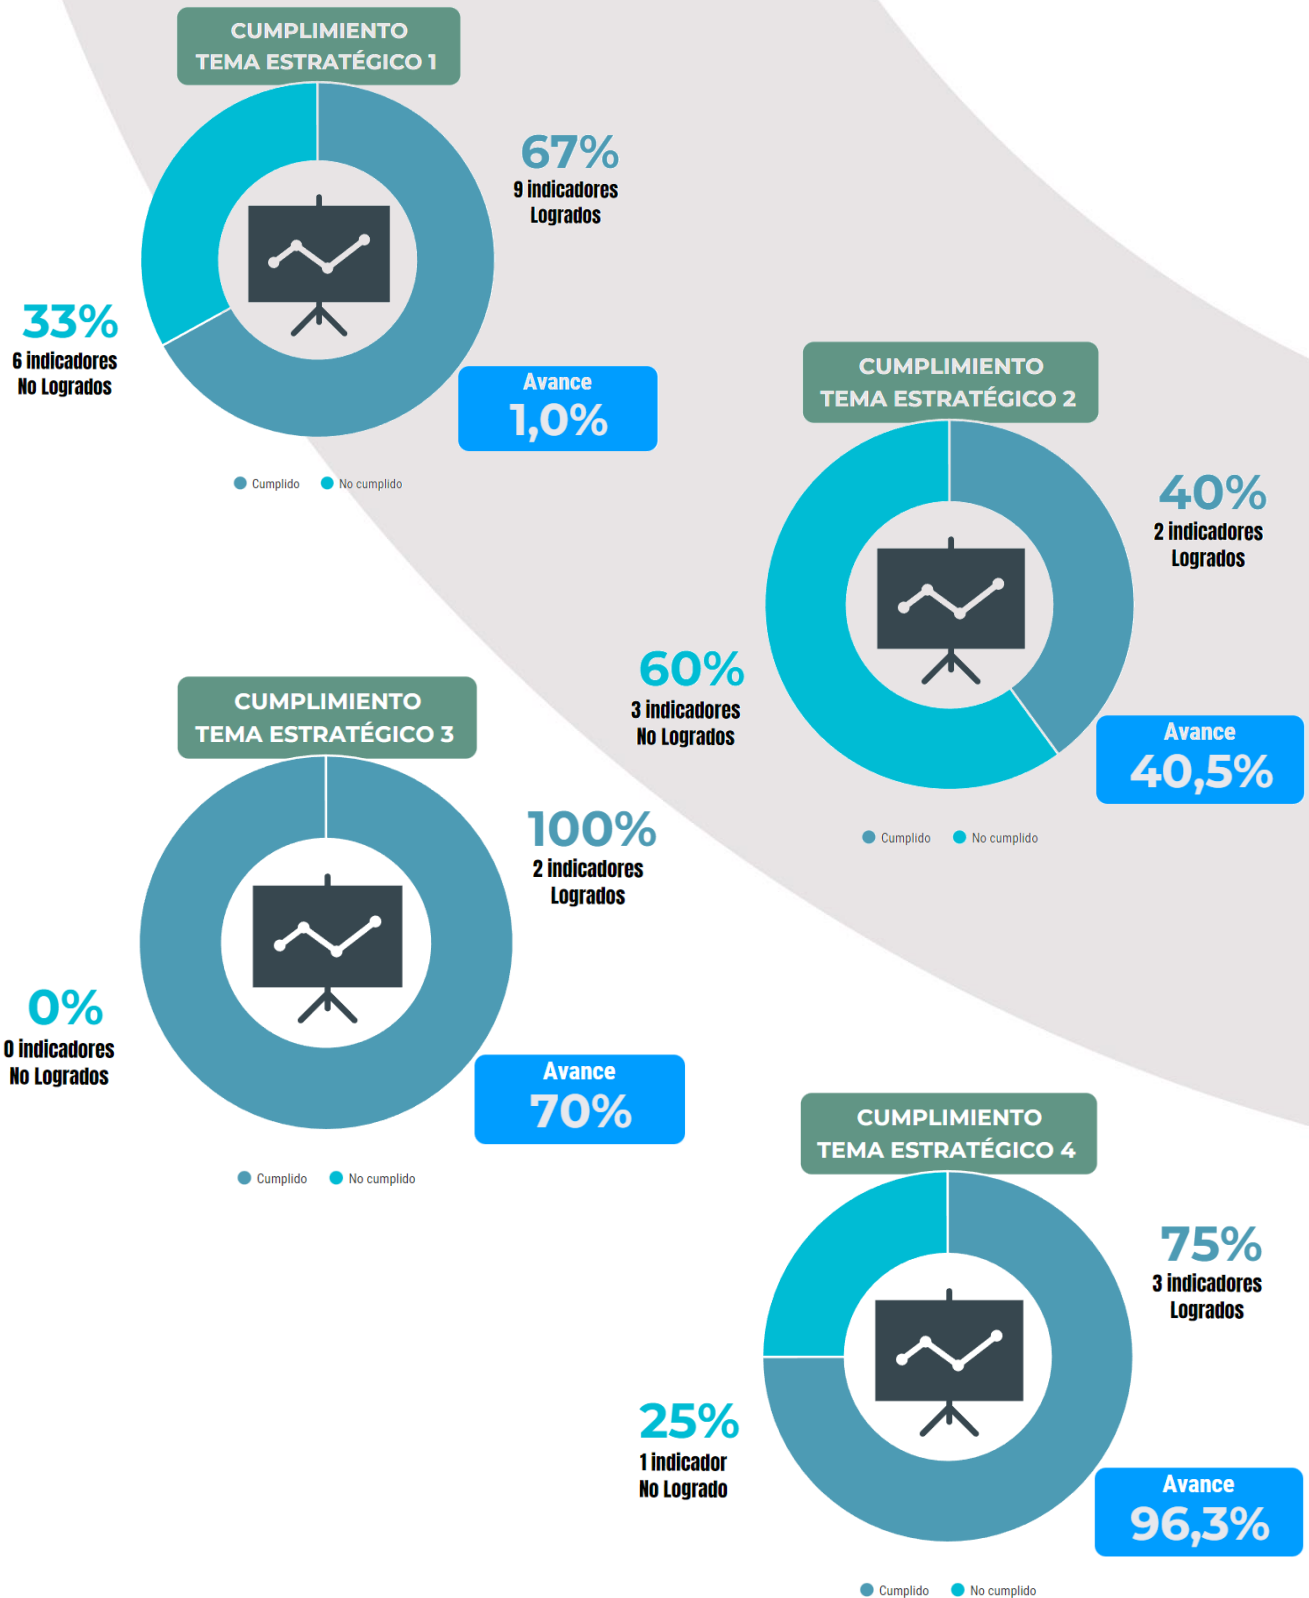 CUMPLIMIENTO
TEMA ESTRATÉGICO 1
67%
9 indicadores
Logrados
33%
6 indicadores
No Logrados
Avance
1,0%
Cumplido
No cumplido
CUMPLIMIENTO
TEMA ESTRATÉGICO 2
40%
2 indicadores
Logrados
60%
3 indicadores
No Logrados
Avance
40,5%
Cumplido
No cumplido
CUMPLIMIENTO
TEMA ESTRATÉGICO 3
100%
2 indicadores
Logrados
0%
0 indicadores
No Logrados
Avance
70%
Cumplido
No cumplido
CUMPLIMIENTO
TEMA ESTRATÉGICO 4
75%
3 indicadores
Logrados
25%
1 indicador
No Logrado
Avance
96,3%
Cumplido
No cumplido